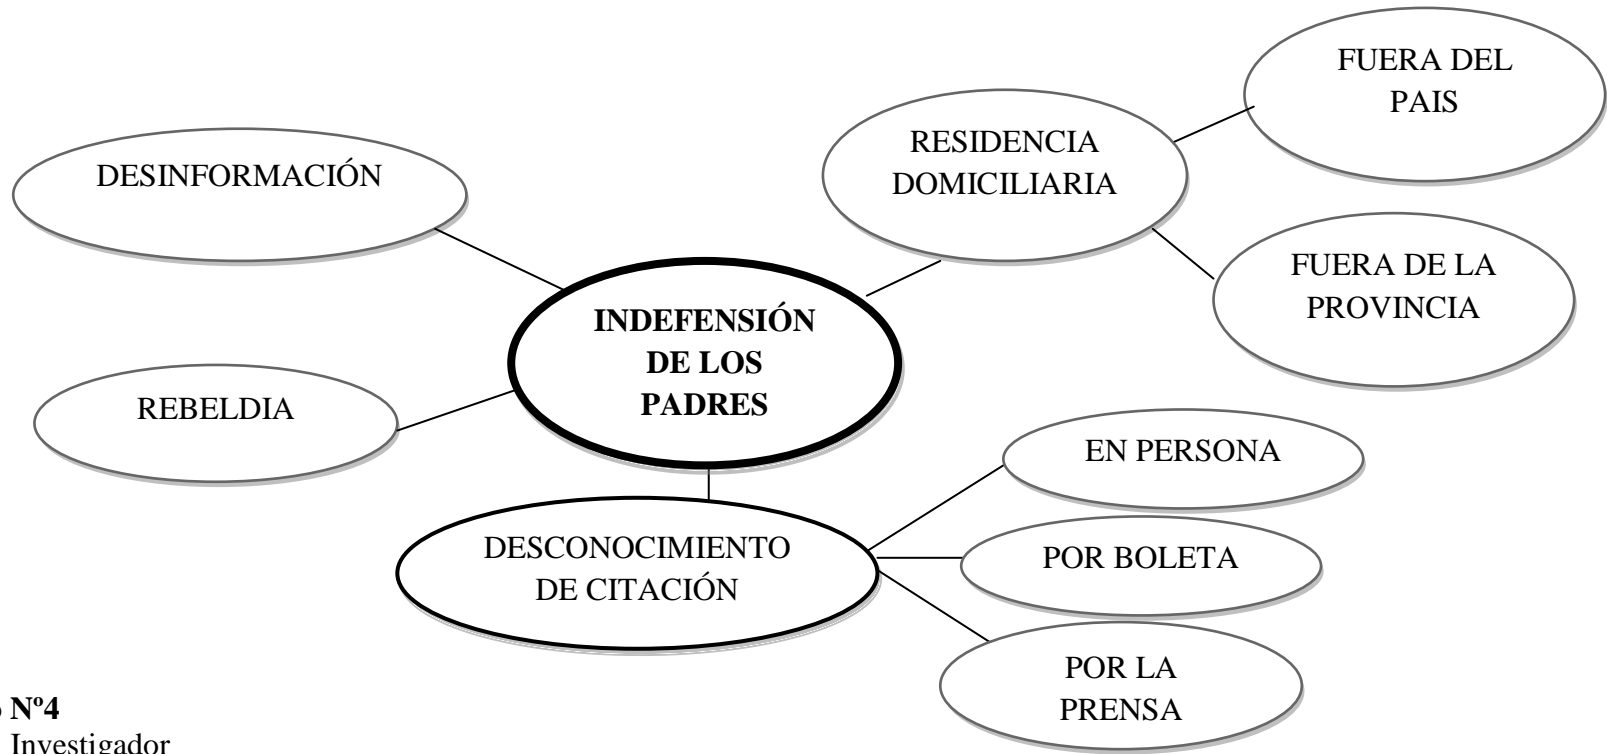 FUERA DEL
PAIS
RESIDENCIA
DOMICILIARIA
DESINFORMACIÓN
FUERA DE LA
PROVINCIA
INDEFENSIÓN
DE LOS
PADRES
REBELDIA
EN PERSONA
DESCONOCIMIENTO
DE CITACIÓN
POR BOLETA
POR LA
PRENSA
Nº4
Investigador